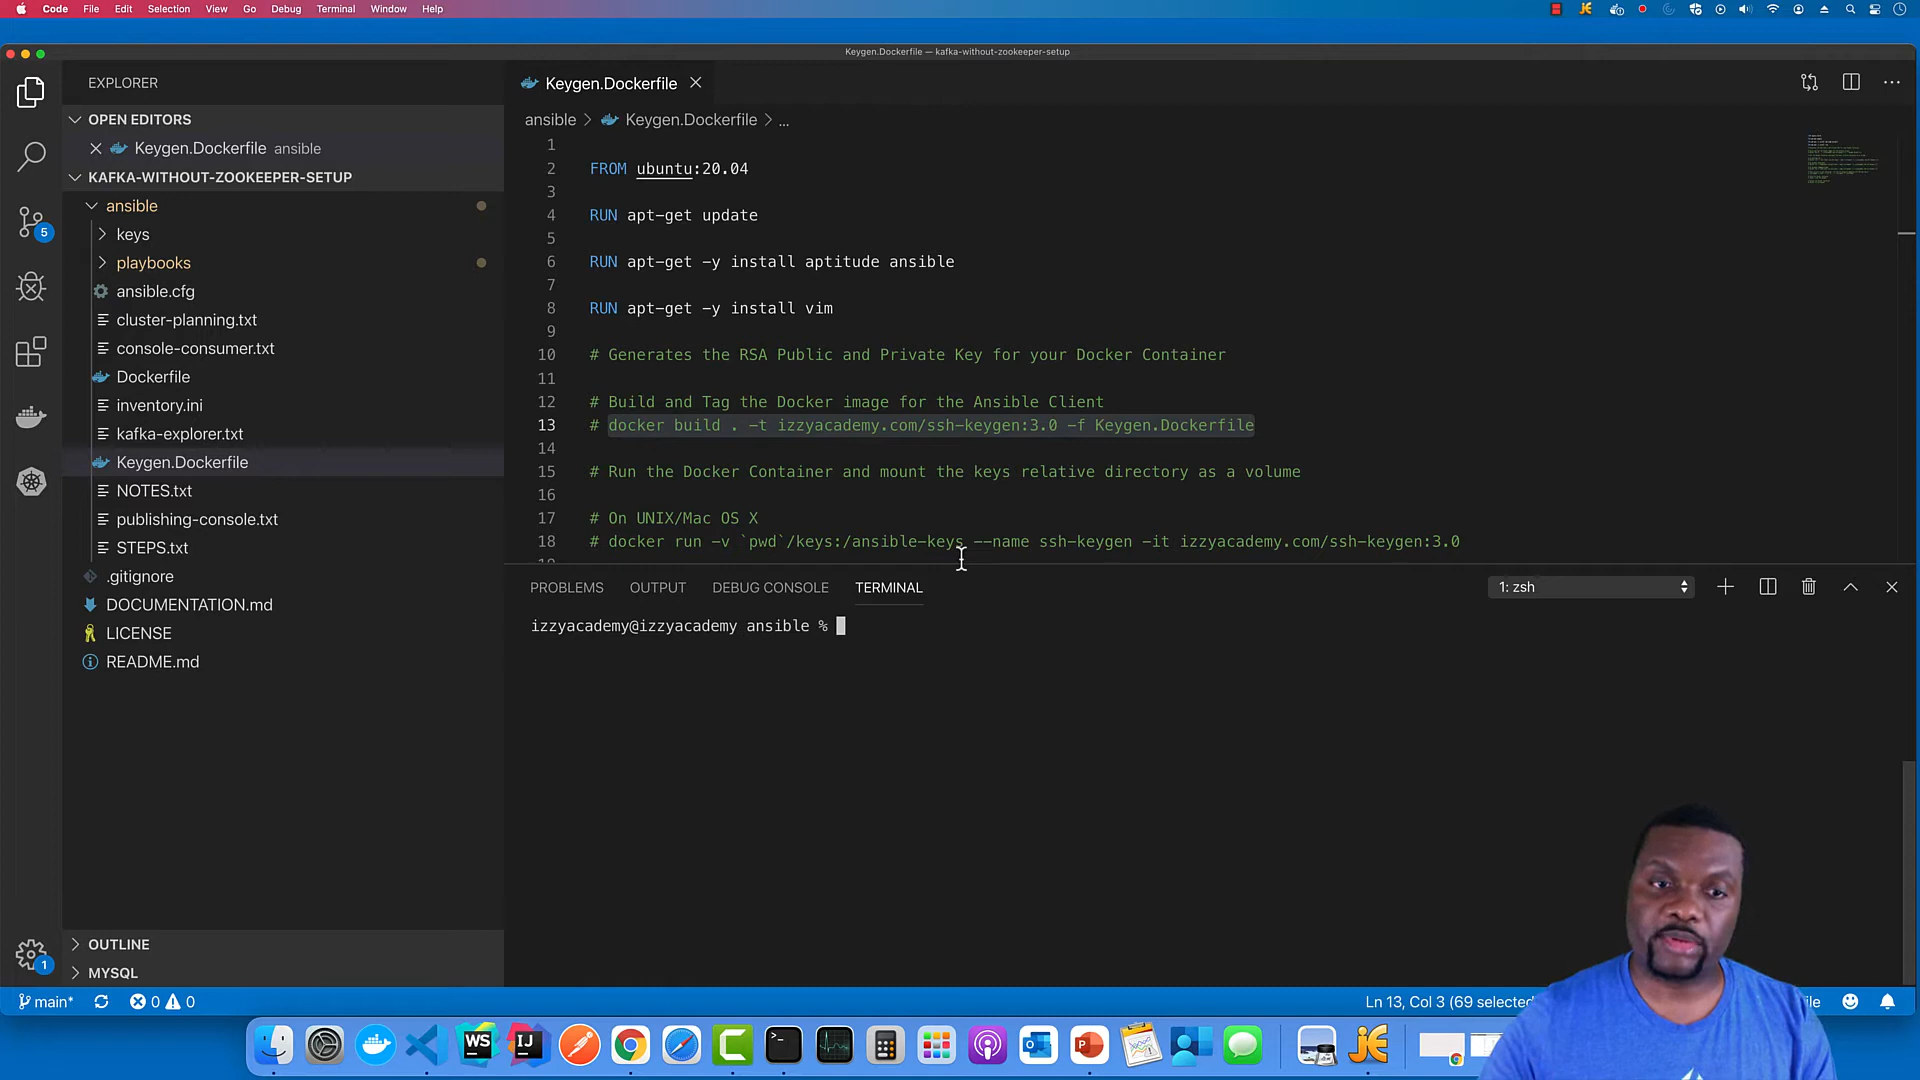 Code File Edit Selection View Go Debug Terminal Window Help
Keygen.Dockerfile — kafka-without-zookeeper-setup
EXPLORER
OPEN EDITORS
Keygen.Dockerfile ansible
KAFKA-WITHOUT-ZOOKEEPER-SETUP
ansible
keys
playbooks
ansible.cfg
cluster-planning.txt
console-consumer.txt
Dockerfile
inventory.ini
kafka-explorer.txt
Keygen.Dockerfile
NOTES.txt
publishing-console.txt
STEPS.txt
.gitignore
DOCUMENTATION.md
LICENSE
README.md
OUTLINE
MYSQL
5
1
Keygen.Dockerfile
ansible > Keygen.Dockerfile > ...
1
2 FROM ubuntu:20.04
3
4 RUN apt-get update
5
6 RUN apt-get -y install aptitude ansible
7
8 RUN apt-get -y install vim
9
10 # Generates the RSA Public and Private Key for your Docker Container
11
12 # Build and Tag the Docker image for the Ansible Client
13 # docker build . -t izzyacademy.com/ssh-keygen:3.0 -f Keygen.Dockerfile
14
15 # Run the Docker Container and mount the keys relative directory as a volume
16
17 # On UNIX/Mac OS X
18 # docker run -v `pwd`/keys:/ansible-keys --name ssh-keygen -it izzyacademy.com/ssh-keygen:3.0
PROBLEMS OUTPUT DEBUG CONSOLE TERMINAL 1: zsh
izzyacademy@izzyacademy ansible %
main* 0 0 Ln 13, Col 3 (69 selected
WS IJ